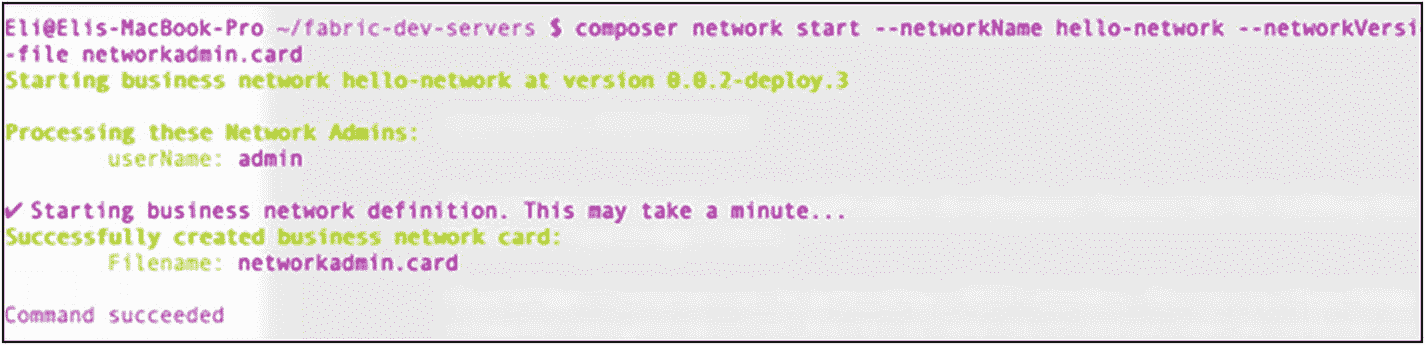 Eli@Elis-MacBook-Pro ~/fabric-dev-servers $ composer network start --networkName hello-network --networkVersi
-file networkadmin.card
Starting business network hello-network at version 0.0.2-deploy.3
Processing these Network Admins:
userName: admin
✔ Starting business network definition. This may take a minute...
Successfully created business network card:
Filename: networkadmin.card
Command succeeded